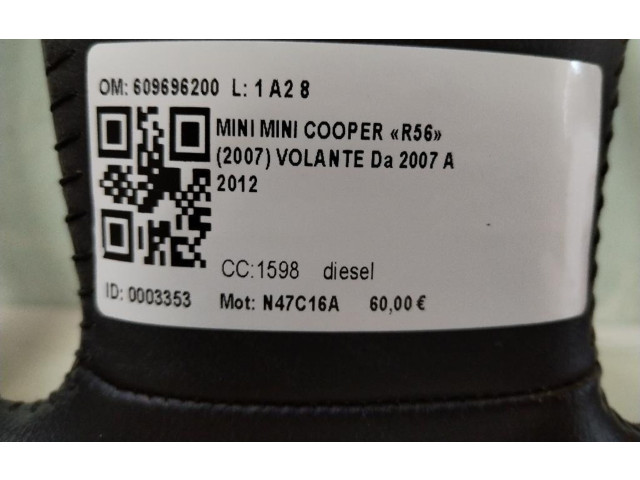 OM: 609696200 L: 1 A2 8
MINI MINI COOPER «R56»
(2007) VOLANTE Da 2007 A
2012
CC:1598 diesel
ID: 0003353 Mot: N47C16A 60,00 €